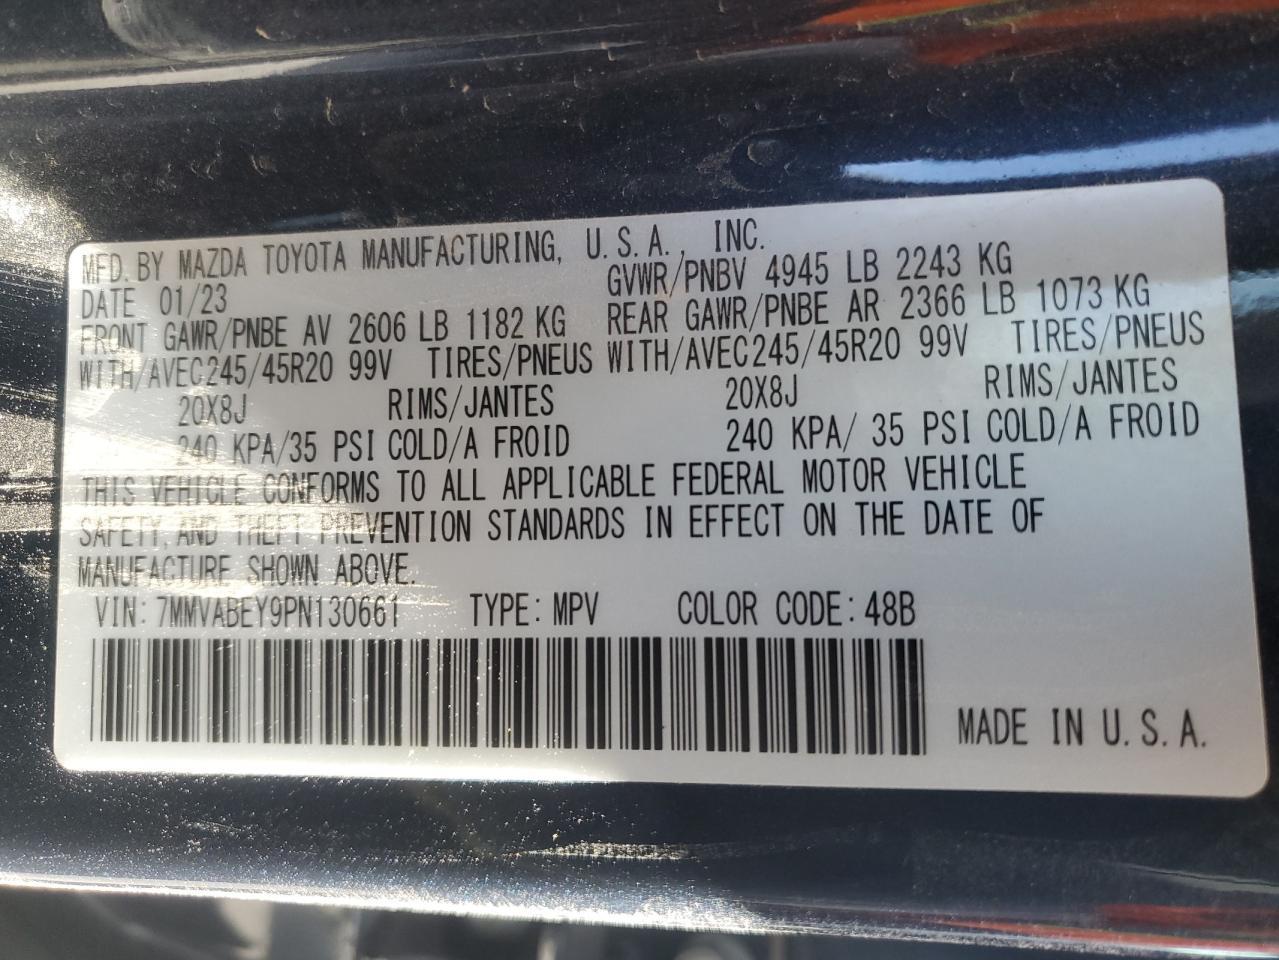 MFD. BY MAZDA TOYOTA MANUFACTURING, U.S.A., INC.
DATE 01/23 GVWR/PNBV 4945 LB 2243 KG
FRONT GAWR/PNBE AV 2606 LB 1182 KG REAR GAWR/PNBE AR 2366 LB 1073 KG
WITH/AVEC245/45R20 99V TIRES/PNEUS WITH/AVEC245/45R20 99V TIRES/PNEUS
20X8J RIMS/JANTES 20X8J RIMS/JANTES
240 KPA/35 PSI COLD/A FROID 240 KPA/ 35 PSI COLD/A FROID
THIS VEHICLE CONFORMS TO ALL APPLICABLE FEDERAL MOTOR VEHICLE
SAFETY, AND THEFT PREVENTION STANDARDS IN EFFECT ON THE DATE OF
MANUFACTURE SHOWN ABOVE.
VIN: 7MMVABEY9PN130661 TYPE: MPV COLOR CODE: 48B
MADE IN U.S.A.